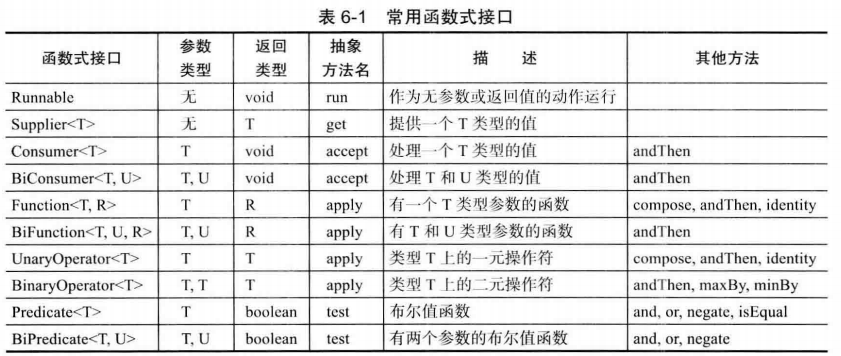 表 6-1 常用函数式接口
函数式接口 参数类型 返回类型 抽象方法名 描 述 其他方法
Runnable 无 void run 作为无参数或返回值的动作运行
Supplier<T> 无 T get 提供一个 T 类型的值
Consumer<T> T void accept 处理一个 T 类型的值 andThen
BiConsumer<T, U> T, U void accept 处理 T 和 U 类型的值 andThen
Function<T, R> T R apply 有一个 T 类型参数的函数 compose, andThen, identity
BiFunction<T, U, R> T, U R apply 有 T 和 U 类型参数的函数 andThen
UnaryOperator<T> T T apply 类型 T 上的一元操作符 compose, andThen, identity
BinaryOperator<T> T, T T apply 类型 T 上的二元操作符 andThen, maxBy, minBy
Predicate<T> T boolean test 布尔值函数 and, or, negate, isEqual
BiPredicate<T, U> T, U boolean test 有两个参数的布尔值函数 and, or, negate